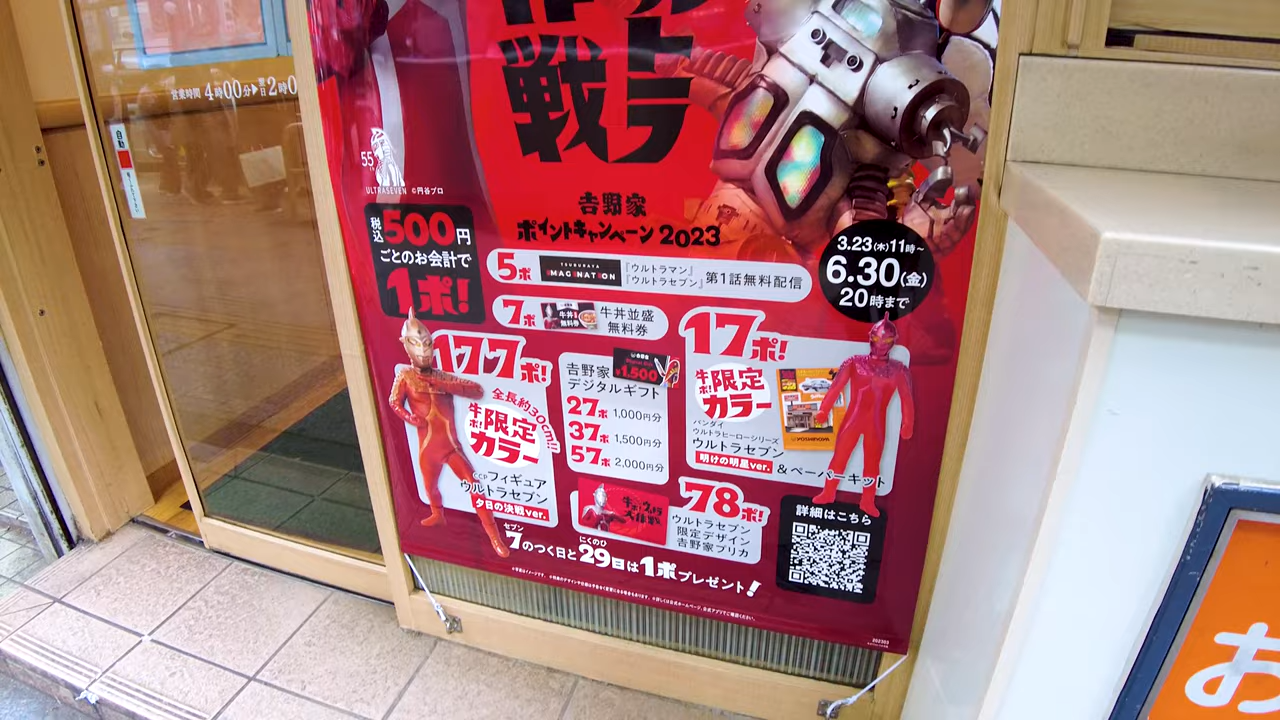 営業時間 4時00分▶翌日2時0
自動
戦
ラ
55
ULTRASEVEN ©円谷プロ
吉野家
ポイントキャンペーン2023
税込500円
ごとのお会計で
1ポ!
3.23(木)11時〜
6.30(金)
20時まで
5ポ
TSUBURAYA
IMAGINATION
『ウルトラマン』
『ウルトラセブン』
第1話無料配信
7ポ
牛丼並盛
無料券
177ポ!
全長約30cm!!
牛ポ!限定
カラー
CCPフィギュア
ウルトラセブン
夕日の決戦ver.
吉野家
デジタルギフト
¥1,500
27ポ 1,000円分
37ポ 1,500円分
57ポ 2,000円分
17ポ!
牛ポ!限定
カラー
バンダイ
ウルトラヒーローシリーズ
ウルトラセブン
明けの明星ver.
&ペーパーキット
YOSHINOYA
78ポ!
ウルトラセブン
限定デザイン
吉野家プリカ
詳細はこちら
セブン
にくのひ
7のつく日と29日は1ポプレゼント!
202303
お